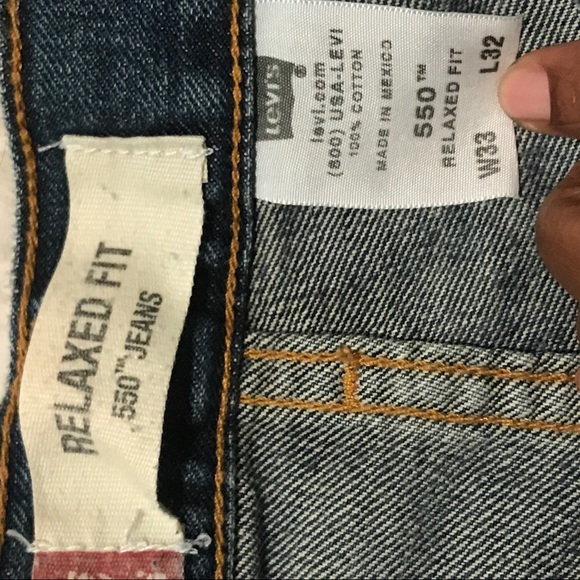 RELAXED FIT
550™ JEANS
LEVI'S
®
levi.com
(800) USA-LEVI
100% COTTON
MADE IN MEXICO
550™
RELAXED FIT
W33 L32